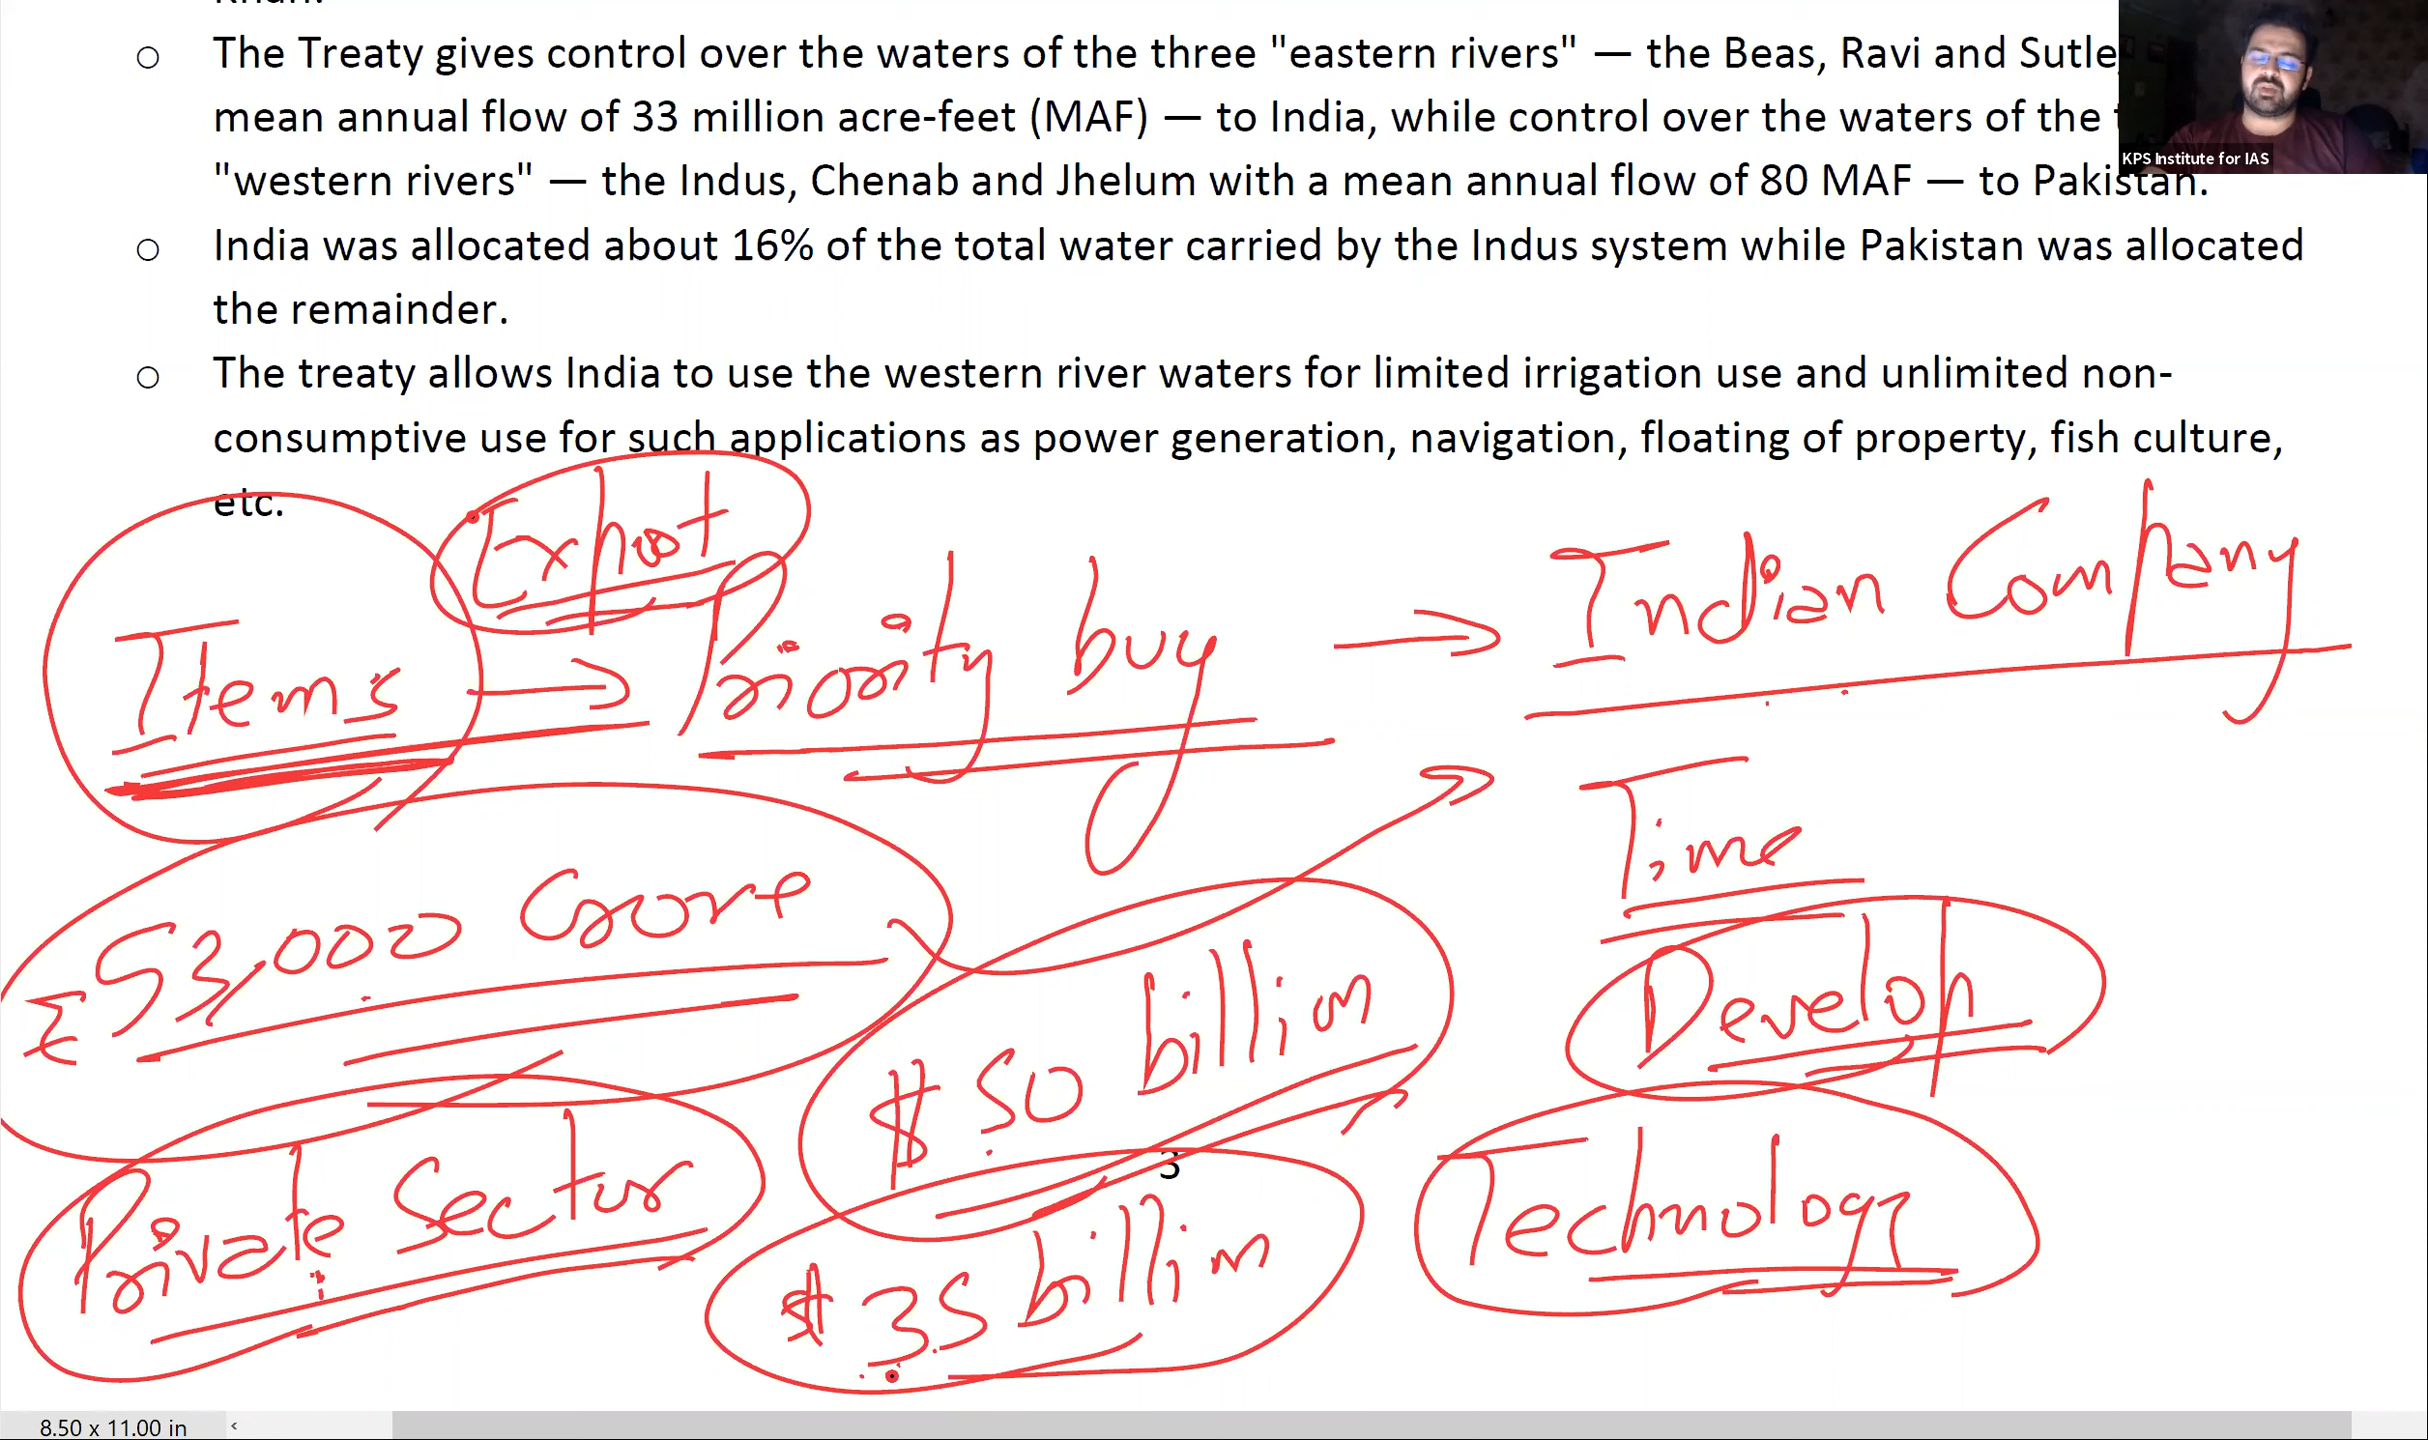 The Treaty gives control over the waters of the three "eastern rivers" — the Beas, Ravi and Sutle
mean annual flow of 33 million acre-feet (MAF) — to India, while control over the waters of the
KPS Institute for IAS
"western rivers" — the Indus, Chenab and Jhelum with a mean annual flow of 80 MAF — to Pakistan.
India was allocated about 16% of the total water carried by the Indus system while Pakistan was allocated
the remainder.
The treaty allows India to use the western river waters for limited irrigation use and unlimited non-
consumptive use for such applications as power generation, navigation, floating of property, fish culture,
etc.
Export
Items → Priority buy → Indian Company
Time
₹ 53,000 Crore
$ 50 billion
Develop
3
Private Sector
Technology
$ 35 billion
8.50 x 11.00 in